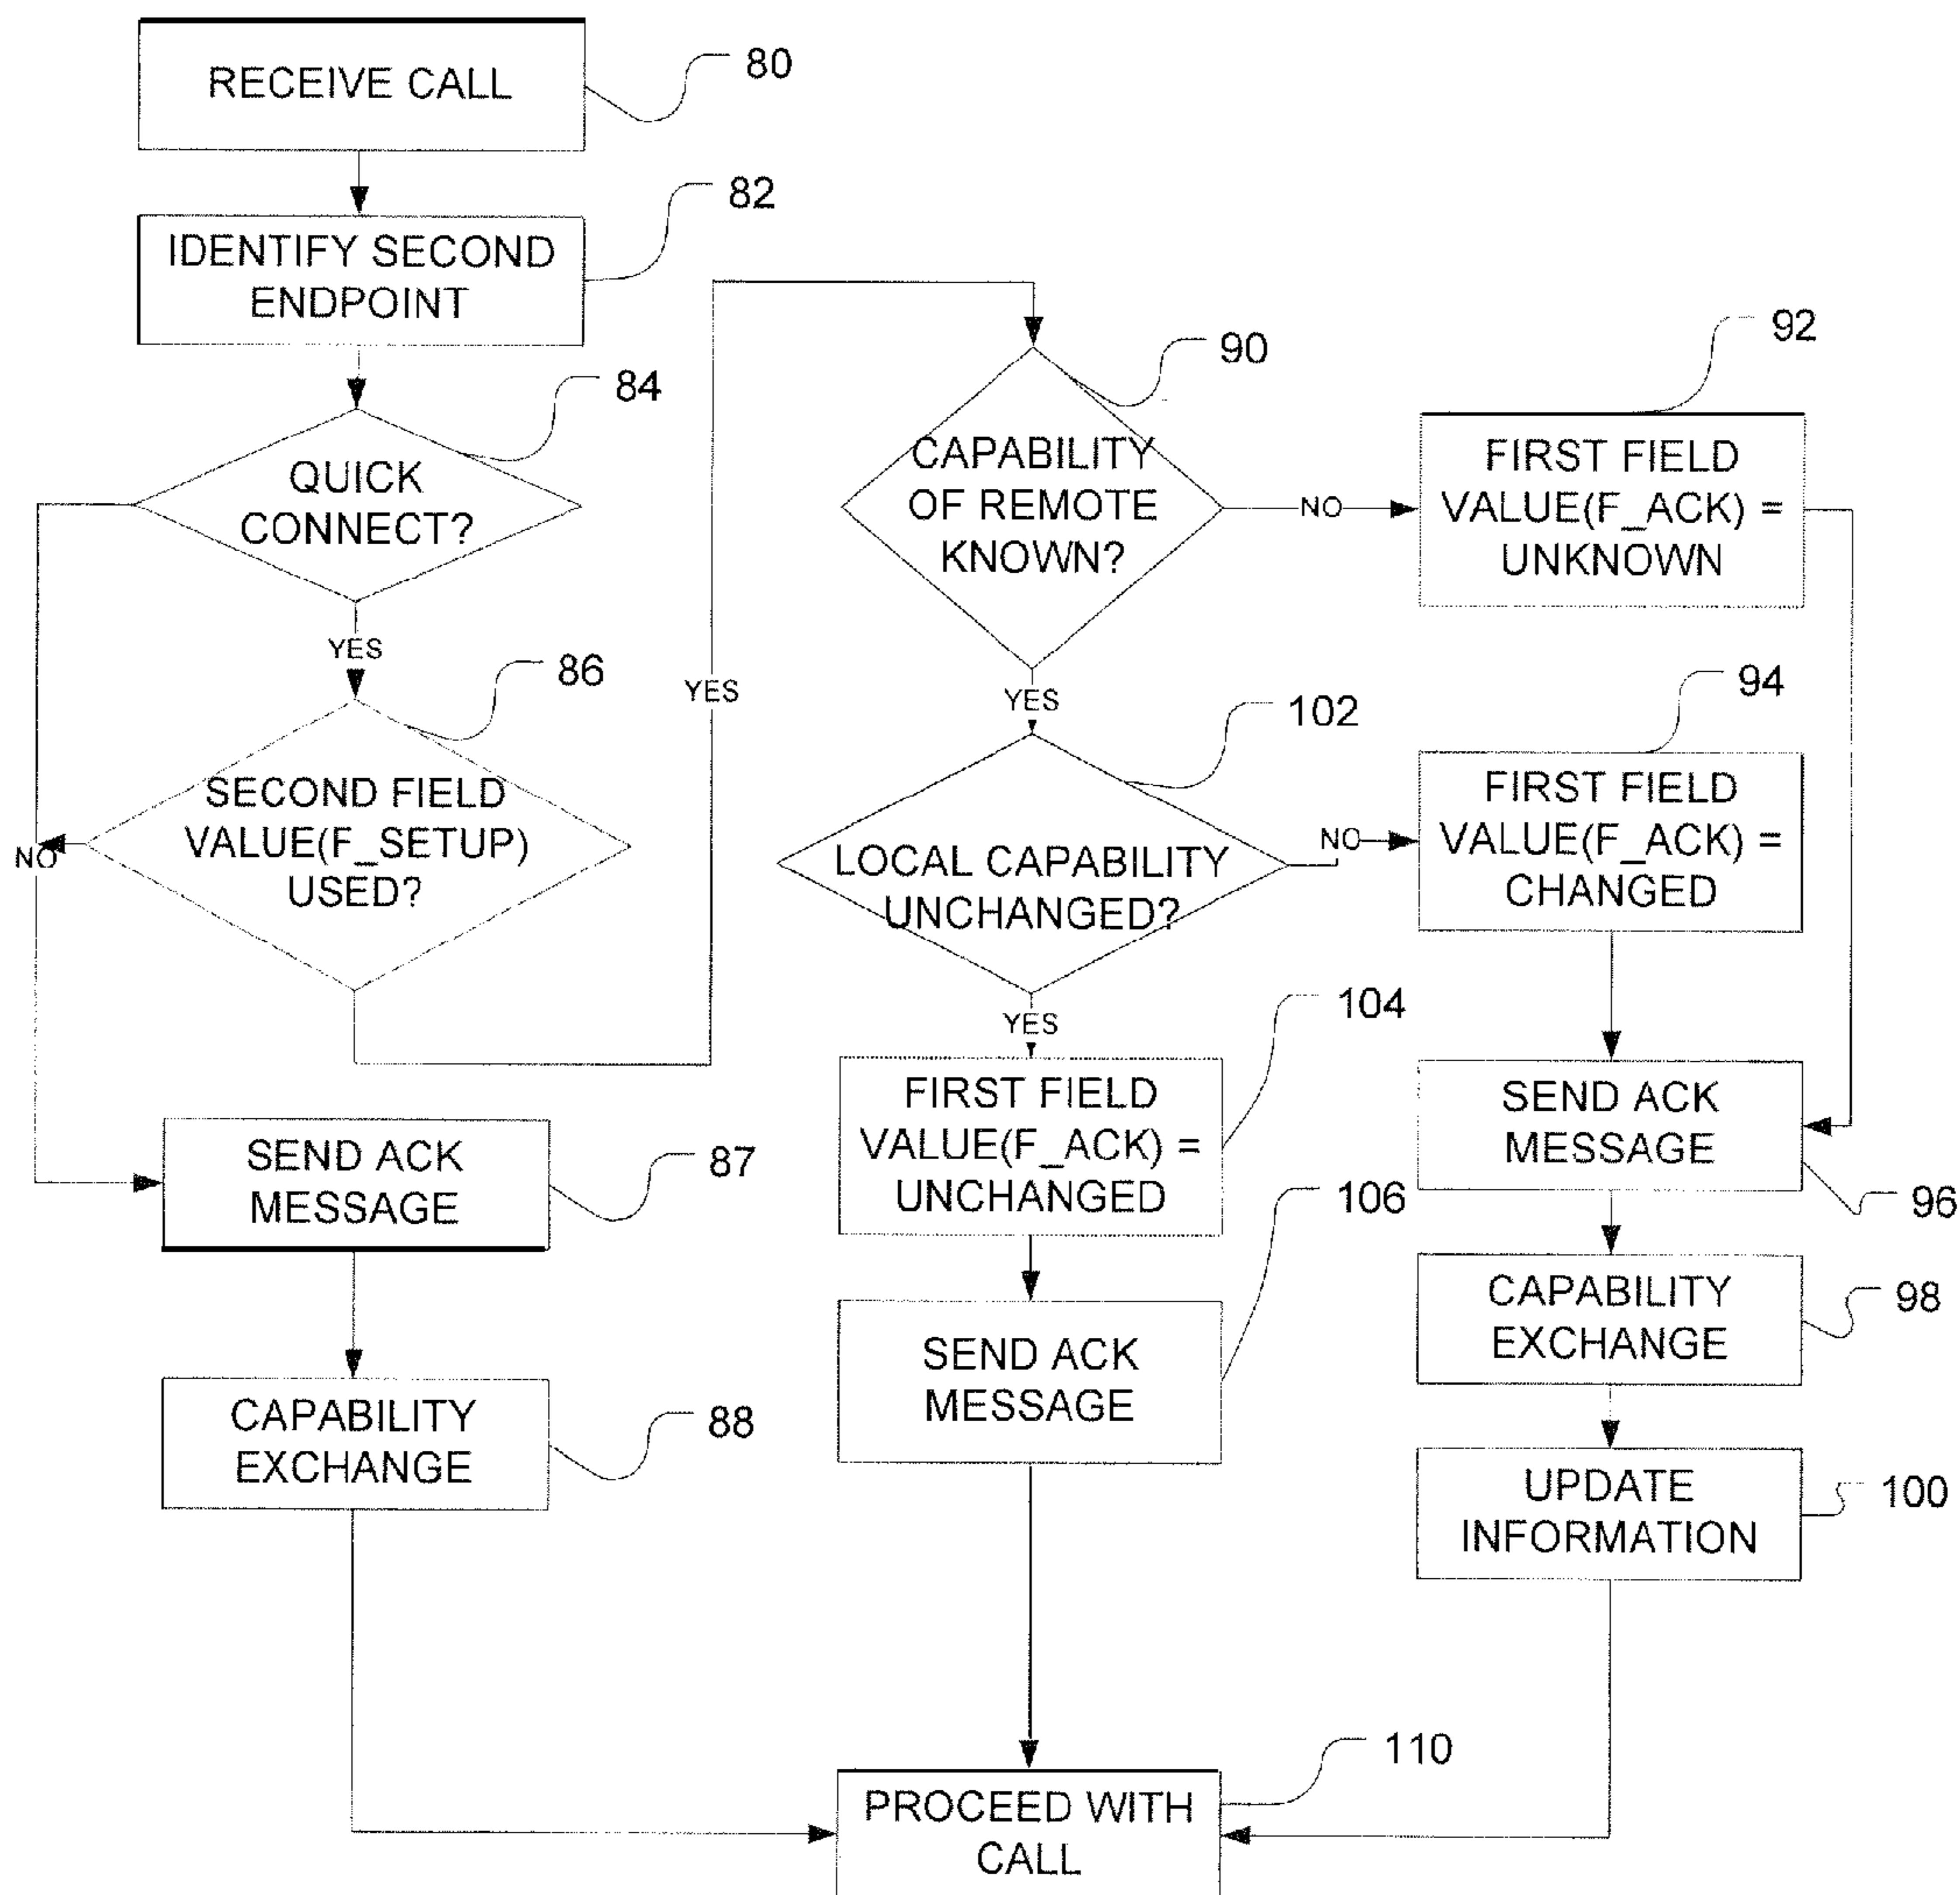 RECEIVE CALL
80
IDENTIFY SECOND
ENDPOINT
82
QUICK
CONNECT?
84
YES
SECOND FIELD
VALUE(F_SETUP)
USED?
86
NO
YES
SEND ACK
MESSAGE
87
CAPABILITY
EXCHANGE
88
CAPABILITY
OF REMOTE
KNOWN?
90
NO
YES
FIRST FIELD
VALUE(F_ACK) =
UNKNOWN
92
LOCAL CAPABILITY
UNCHANGED?
102
NO
YES
FIRST FIELD
VALUE(F_ACK) =
CHANGED
94
FIRST FIELD
VALUE(F_ACK) =
UNCHANGED
104
SEND ACK
MESSAGE
106
SEND ACK
MESSAGE
96
CAPABILITY
EXCHANGE
98
UPDATE
INFORMATION
100
PROCEED WITH
CALL
110